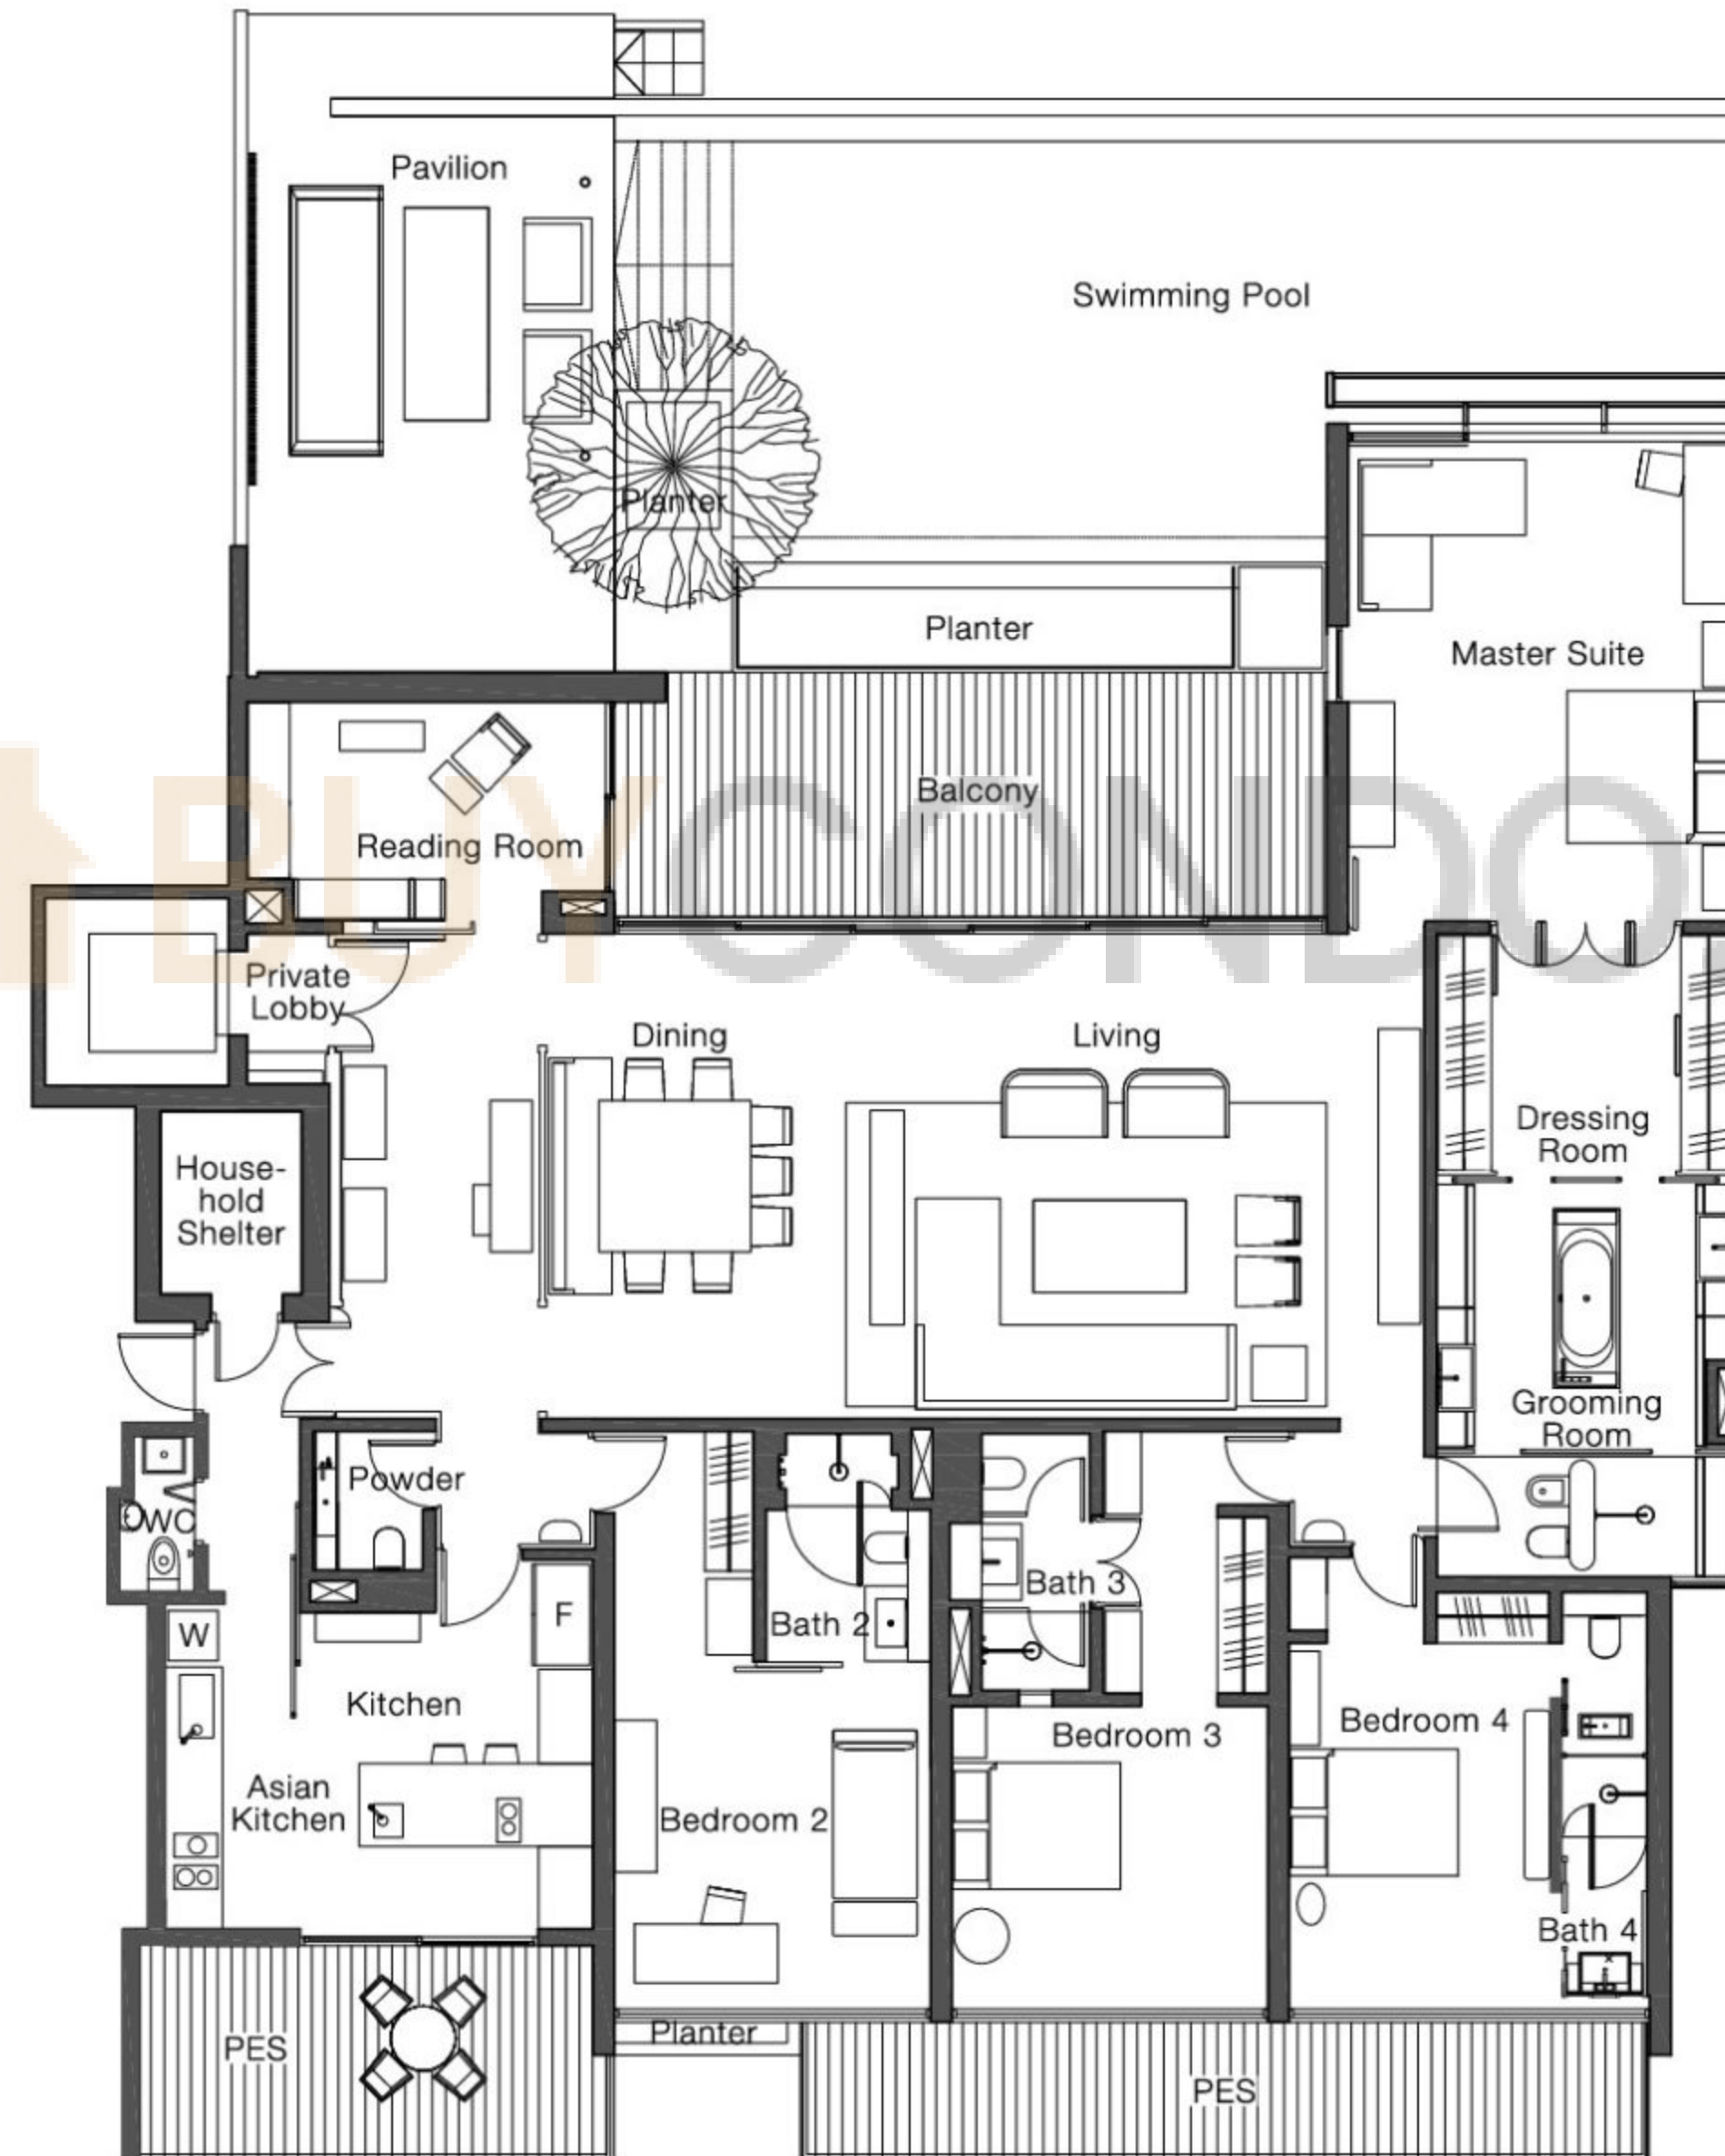 Pavilion
Swimming Pool
Planter
Planter
Master Suite
Balcony
BUYCONDO
Reading Room
Private
Lobby
Dining
Living
Dressing
Room
House-
hold
Shelter
Grooming
Room
Powder
WC
Bath 3
F
Bath 2
W
Kitchen
Bedroom 3
Bedroom 4
Asian
Kitchen
Bedroom 2
Bath 4
Planter
PES
PES